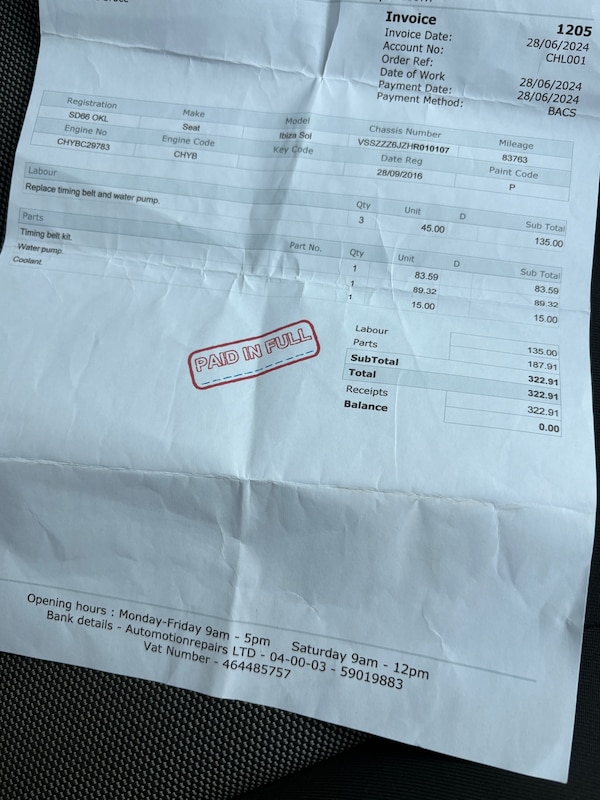 Invoice 1205
Invoice Date: 28/06/2024
Account No: CHL001
Order Ref:
Date of Work 28/06/2024
Payment Date: 28/06/2024
Payment Method: BACS
Registration Make Model Chassis Number Mileage
SD66 OKL Seat Ibiza Sol VSSZZZ6JZHR010107 83763
Engine No Engine Code Key Code Date Reg Paint Code
CHYBC29783 CHYB 28/09/2016 P
Labour Qty Unit D Sub Total
Replace timing belt and water pump. 3 45.00 135.00
Parts Part No. Qty Unit D Sub Total
Timing belt kit. 1 83.59 83.59
Water pump. 1 89.32 89.32
Coolant. 1 15.00 15.00
PAID IN FULL
Labour 135.00
Parts 187.91
SubTotal 322.91
Total 322.91
Receipts 322.91
Balance 0.00
Opening hours : Monday-Friday 9am - 5pm Saturday 9am - 12pm
Bank details - Automotionrepairs LTD - 04-00-03 - 59019883
Vat Number - 464485757